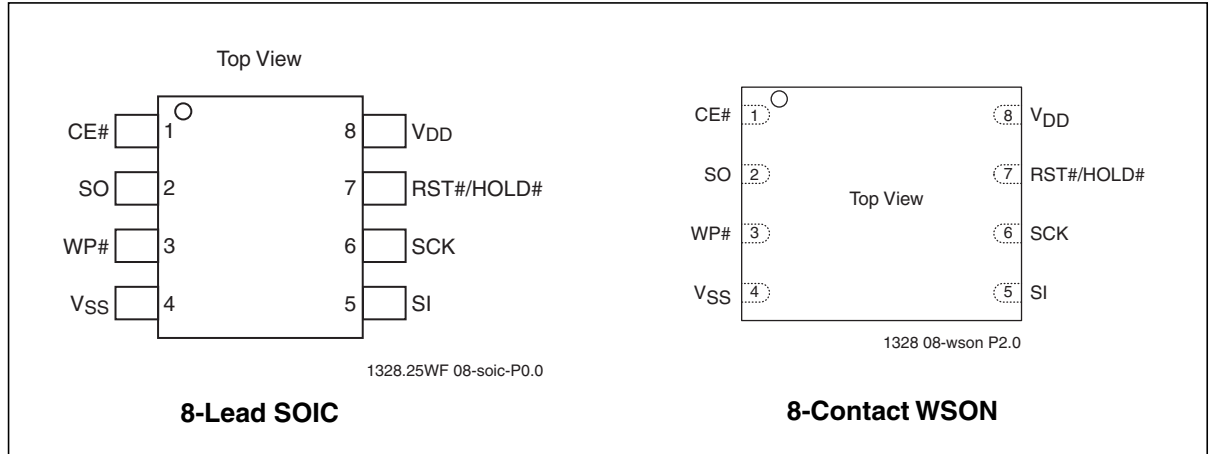 Top View
CE# 1 8 VDD
SO 2 7 RST#/HOLD#
WP# 3 6 SCK
VSS 4 5 SI
1328.25WF 08-soic-P0.0
8-Lead SOIC
CE# 1 8 VDD
SO 2 7 RST#/HOLD#
Top View
WP# 3 6 SCK
VSS 4 5 SI
1328 08-wson P2.0
8-Contact WSON